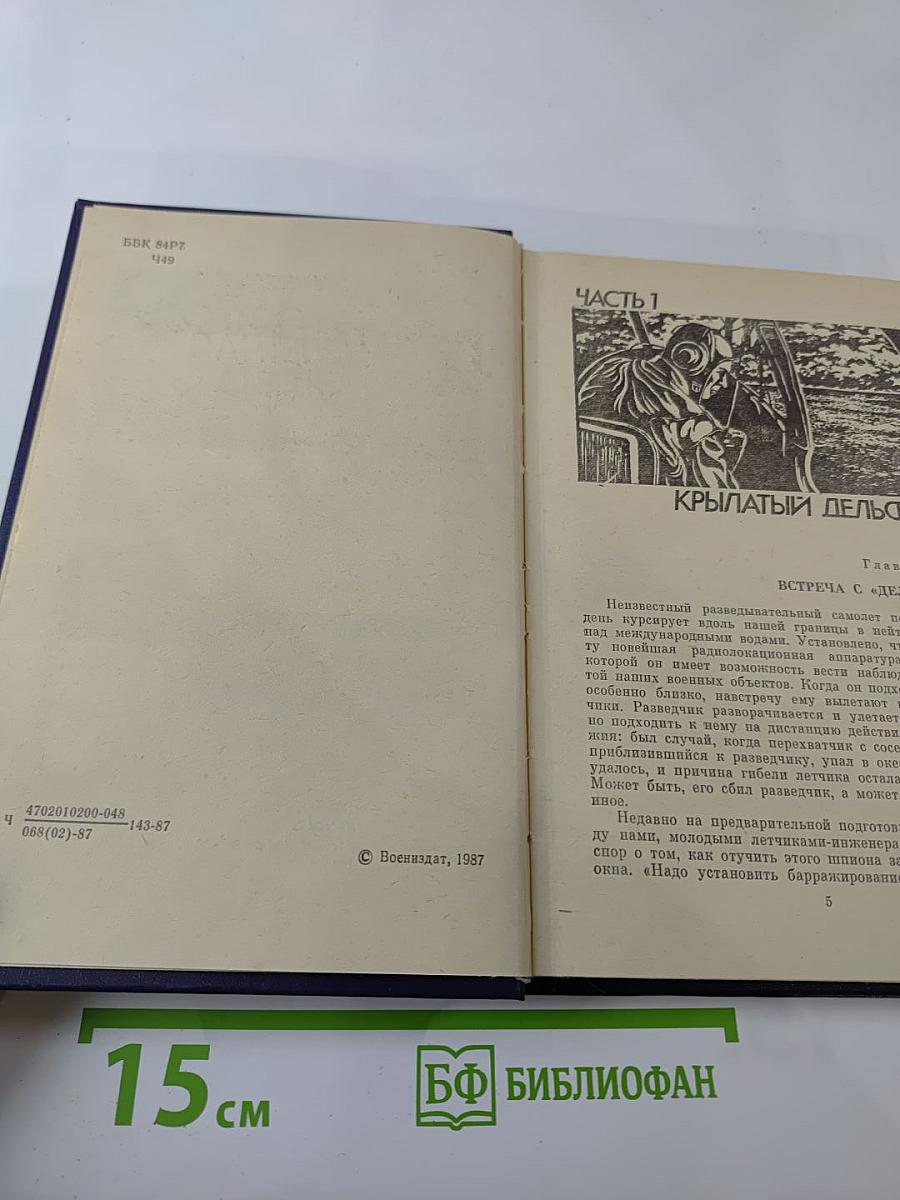 ББК 84Р7
Ч49
Ч 4702010200-048
068(02)-87 143-87
© Воениздат, 1987
ЧАСТЬ 1
КРЫЛАТЫЙ
Глав
ВСТРЕЧА С
Неизвестный разведывательный самолет
день курсирует вдоль нашей границы в
над международными водами. Установлено,
ту новейшая радиолокационная аппаратура
которой он имеет возможность вести
той наших военных объектов. Когда он
особенно близко, навстречу ему вылетают
чики. Разведчик разворачивается и улетает
но подходить к нему на дистанцию
жия: был случай, когда перехватчик с
приблизившийся к разведчику, упал в
удалось, и причина гибели летчика
Может быть, его сбил разведчик, а может
иное.
Недавно на предварительной
ду нами, молодыми
спор о том, как отучить этого шпиона
окна. «Надо установить
5
15 см
БФ БИБЛИОФАН